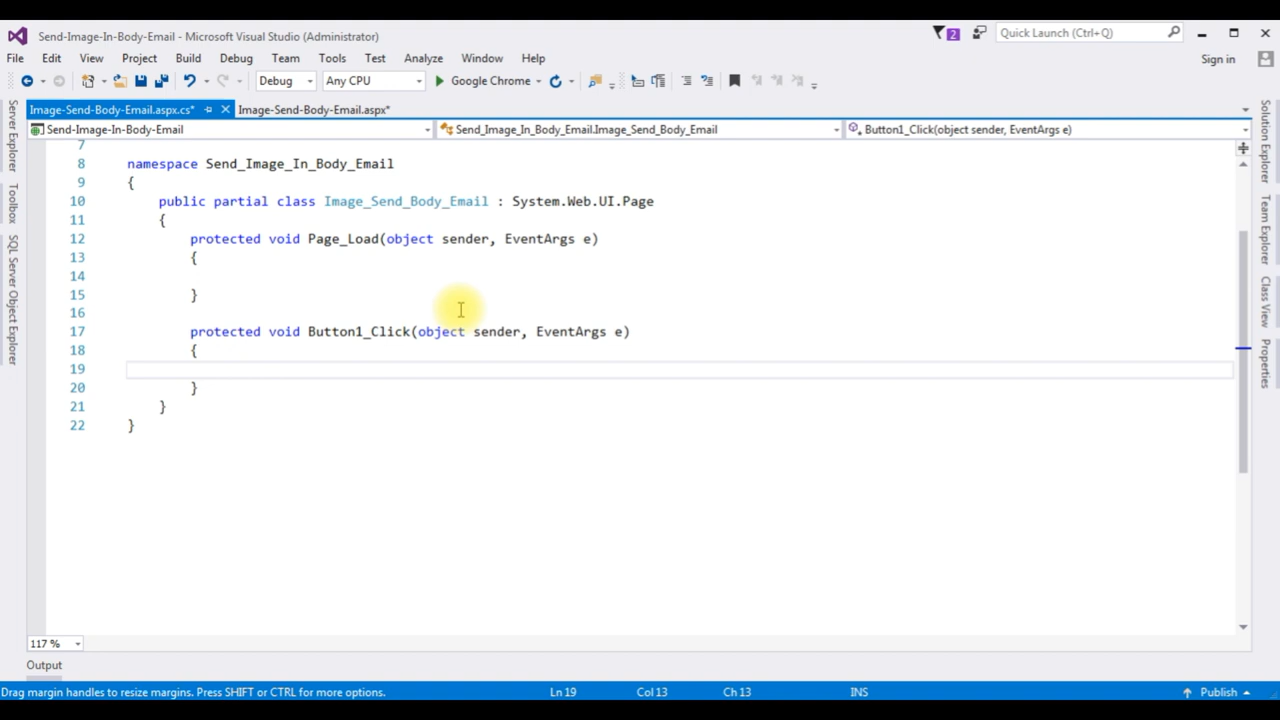 Send-Image-In-Body-Email - Microsoft Visual Studio (Administrator)
2
Quick Launch (Ctrl+Q)
File Edit View Project Build Debug Team Tools Test Analyze Window Help
Sign in
Debug Any CPU Google Chrome
Image-Send-Body-Email.aspx.cs* Image-Send-Body-Email.aspx*
Send-Image-In-Body-Email Send_Image_In_Body_Email.Image_Send_Body_Email Button1_Click(object sender, EventArgs e)
Server Explorer
Toolbox
SQL Server Object Explorer
7
8 namespace Send_Image_In_Body_Email
9 {
10 public partial class Image_Send_Body_Email : System.Web.UI.Page
11 {
12 protected void Page_Load(object sender, EventArgs e)
13 {
14
15 }
16
17 protected void Button1_Click(object sender, EventArgs e)
18 {
19
20 }
21 }
22 }
Solution Explorer
Team Explorer
Class View
Properties
117 %
Output
Drag margin handles to resize margins. Press SHIFT or CTRL for more options. Ln 19 Col 13 Ch 13 INS Publish